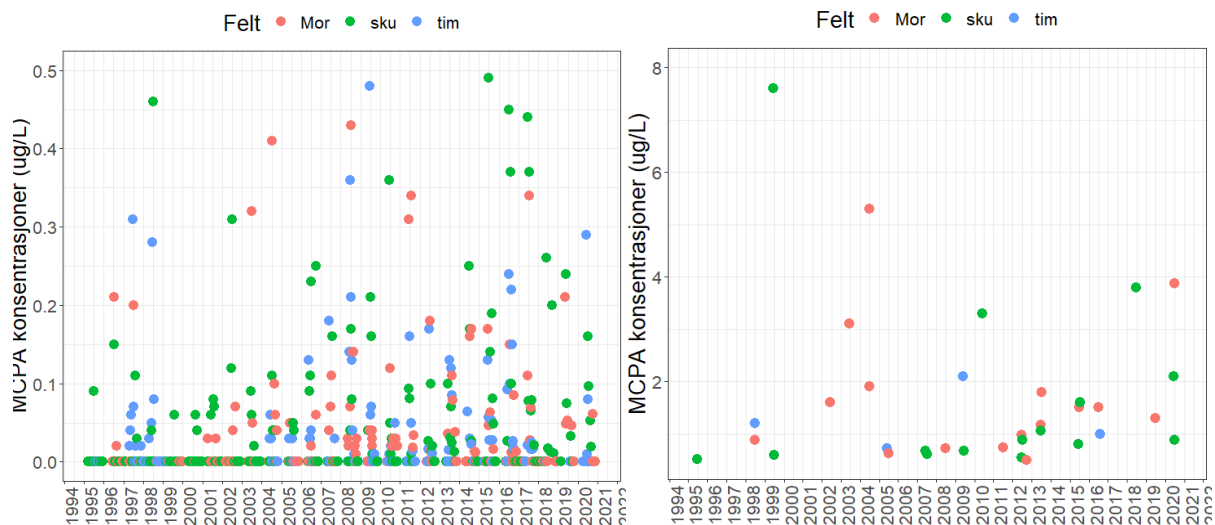 Felt Mor sku tim
MCPA konsentrasjoner (ug/L)
0.5
0.4
0.3
0.2
0.1
0.0
1994 1995 1996 1997 1998 1999 2000 2001 2002 2003 2004 2005 2006 2007 2008 2009 2010 2011 2012 2013 2014 2015 2016 2017 2018 2019 2020 2021 2022
Felt Mor sku tim
MCPA konsentrasjoner (ug/L)
8
6
4
2
1994 1995 1996 1997 1998 1999 2000 2001 2002 2003 2004 2005 2006 2007 2008 2009 2010 2011 2012 2013 2014 2015 2016 2017 2018 2019 2020 2021 2022